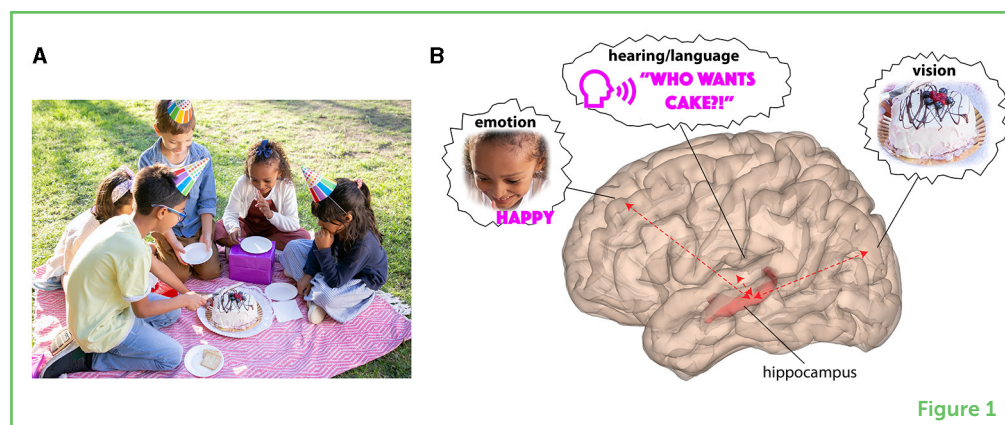 A
B
hearing/language
"WHO WANTS
CAKE?!"
vision
emotion
HAPPY
hippocampus
Figure 1